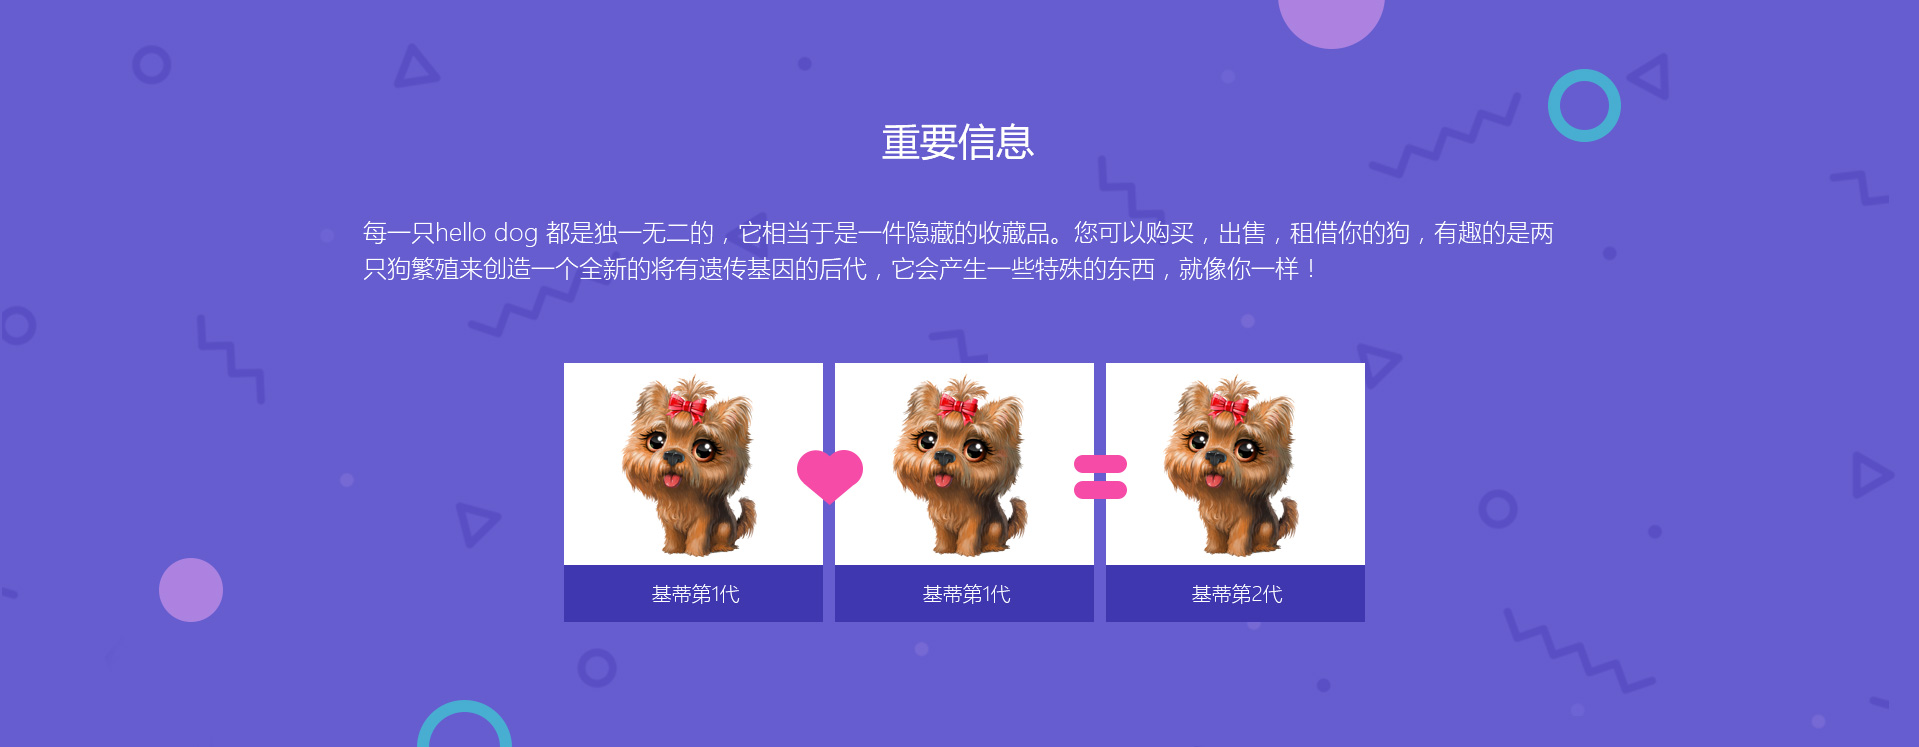 重要信息
每一只hello dog 都是独一无二的，它相当于是一件隐藏的收藏品。您可以购买，出售，租借你的狗，有趣的是两
只狗繁殖来创造一个全新的将有遗传基因的后代，它会产生一些特殊的东西，就像你一样！
基蒂第1代
基蒂第1代
基蒂第2代